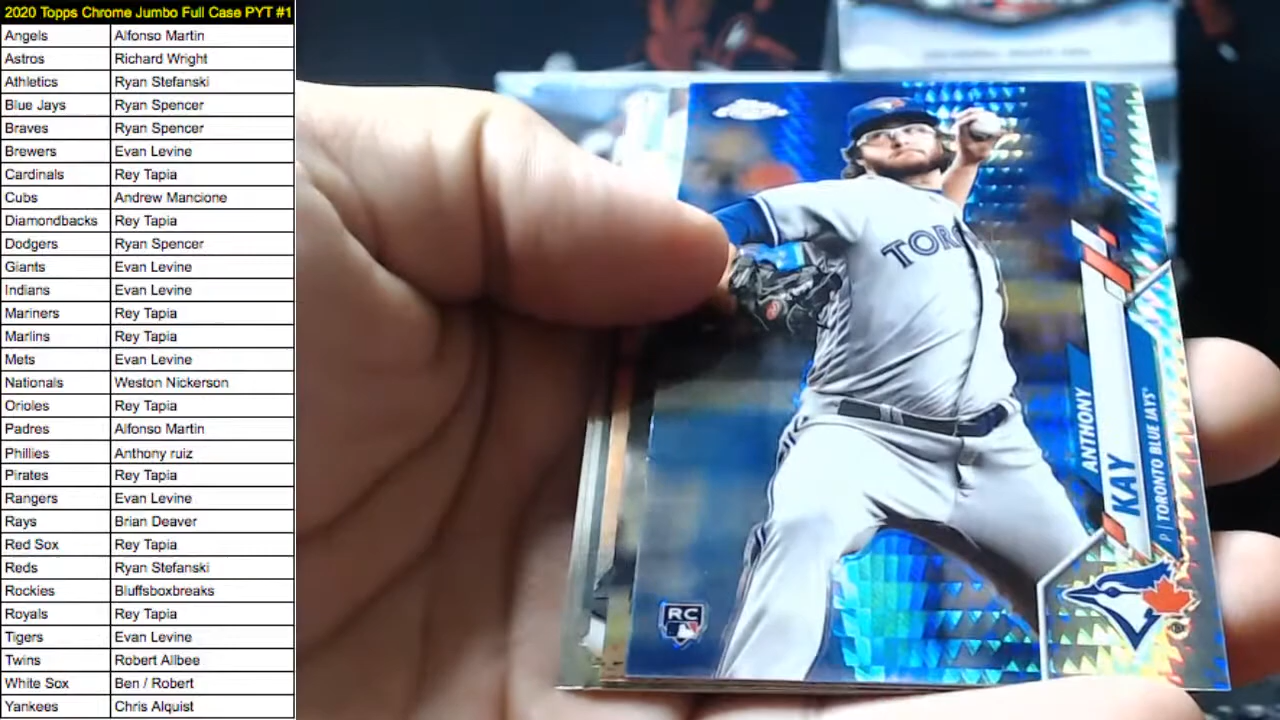 2020 Topps Chrome Jumbo Full Case PYT #1
Angels Alfonso Martin
Astros Richard Wright
Athletics Ryan Stefanski
Blue Jays Ryan Spencer
Braves Ryan Spencer
Brewers Evan Levine
Cardinals Rey Tapia
Cubs Andrew Mancione
Diamondbacks Rey Tapia
Dodgers Ryan Spencer
Giants Evan Levine
Indians Evan Levine
Mariners Rey Tapia
Marlins Rey Tapia
Mets Evan Levine
Nationals Weston Nickerson
Orioles Rey Tapia
Padres Alfonso Martin
Phillies Anthony ruiz
Pirates Rey Tapia
Rangers Evan Levine
Rays Brian Deaver
Red Sox Rey Tapia
Reds Ryan Stefanski
Rockies Bluffsboxbreaks
Royals Rey Tapia
Tigers Evan Levine
Twins Robert Allbee
White Sox Ben / Robert
Yankees Chris Alquist
TORO
ANTHONY
KAY
P | TORONTO BLUE JAYS
RC